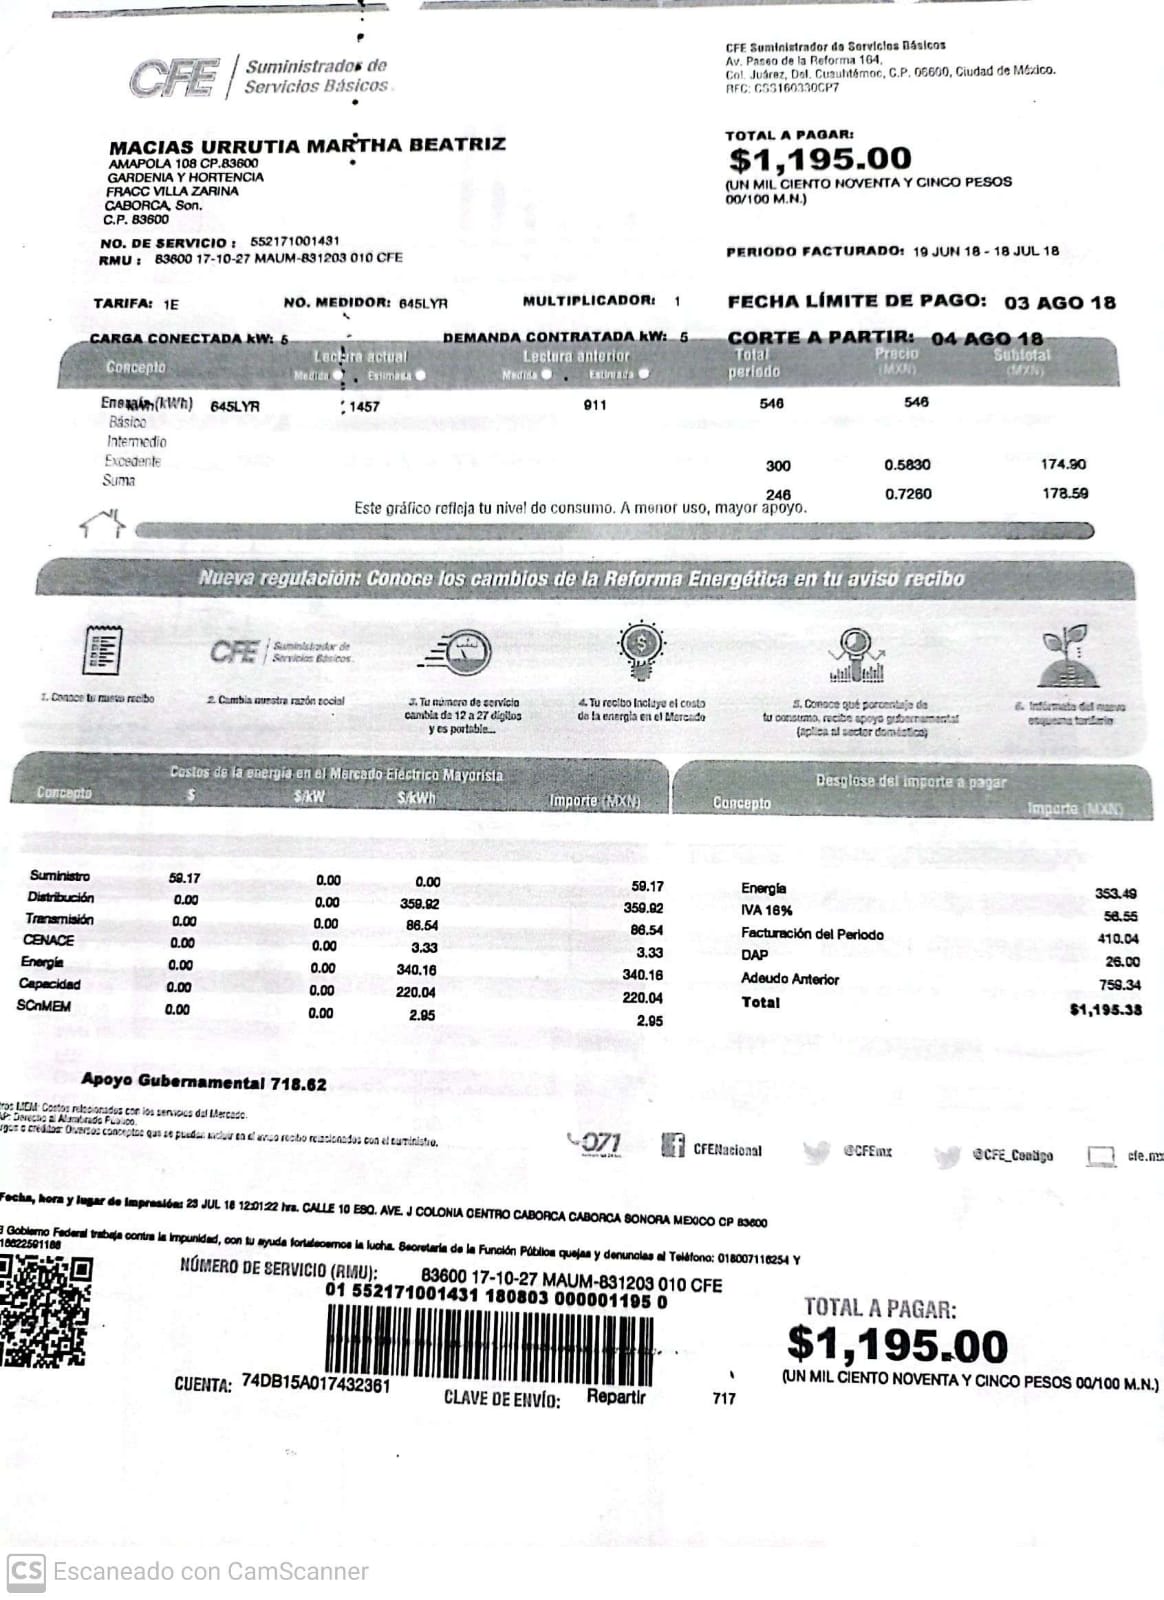 CFE Suministrador de
Servicios Básicos
CFE Suministrador de Servicios Básicos
Av. Paseo de la Reforma 164,
Col. Juárez, Del. Cuauhtémoc, C.P. 06600, Ciudad de México.
RFC: CSS160330CP7
MACIAS URRUTIA MARTHA BEATRIZ
AMAPOLA 108 CP.83600
GARDENIA Y HORTENCIA
FRACC VILLA ZARINA
CABORCA, Son.
C.P. 83600
TOTAL A PAGAR:
$1,195.00
(UN MIL CIENTO NOVENTA Y CINCO PESOS
00/100 M.N.)
NO. DE SERVICIO : 552171001431
RMU : 83600 17-10-27 MAUM-831203 010 CFE
PERIODO FACTURADO: 19 JUN 18 - 18 JUL 18
TARIFA: 1E NO. MEDIDOR: 645LYR MULTIPLICADOR: 1 FECHA LÍMITE DE PAGO: 03 AGO 18
CARGA CONECTADA kW: 5 DEMANDA CONTRATADA kW: 5 CORTE A PARTIR: 04 AGO 18
Concepto Lectura actual Lectura anterior Total periodo Precio (MXN) Subtotal (MXN)
Medida Estimada Medida Estimada
Energía (kWh) 645LYR 1457 911 546 546
Básico
Intermedio
Excedente 300 0.5830 174.90
Suma
246 0.7260 178.59
Este gráfico refleja tu nivel de consumo. A menor uso, mayor apoyo.
Nueva regulación: Conoce los cambios de la Reforma Energética en tu aviso recibo
CFE Suministrador de
Servicios Básicos.
1. Conoce tu nuevo recibo
2. Cambia nuestra razón social
3. Tu número de servicio
cambia de 12 a 27 dígitos
y es portable...
4. Tu recibo incluye el costo
de la energía en el Mercado
5. Conoce qué porcentaje de
tu consumo, recibe apoyo gubernamental
(aplica al sector doméstico)
6. Infórmate del nuevo
esquema tarifario
Costos de la energía en el Mercado Eléctrico Mayorista
Concepto $ $/kW $/kWh Importe (MXN)
Suministro 59.17 0.00 0.00 59.17
Distribución 0.00 0.00 359.92 359.92
Transmisión 0.00 0.00 86.54 86.54
CENACE 0.00 0.00 3.33 3.33
Energía 0.00 0.00 340.16 340.16
Capacidad 0.00 0.00 220.04 220.04
SCnMEM 0.00 0.00 2.95 2.95
Desglose del importe a pagar
Concepto Importe (MXN)
Energía 353.49
IVA 16% 56.55
Facturación del Periodo 410.04
DAP 26.00
Adeudo Anterior 759.34
Total $1,195.38
Apoyo Gubernamental 718.62
MEM: Costos relacionados con los servicios del Mercado.
AP: Derecho al Alumbrado Público.
o créditos: Diversos conceptos que se pueden incluir en el aviso recibo relacionados con el suministro.
071
CFENacional
@CFEmx
@CFE_Contigo
cfe.mx
Fecha, hora y lugar de impresión: 23 JUL 18 12:01:22 hrs. CALLE 10 ESQ. AVE. J COLONIA CENTRO CABORCA CABORCA SONORA MEXICO CP 83600
Gobierno Federal trabaja contra la impunidad, con tu ayuda fortalecemos la lucha. Secretaría de la Función Pública quejas y denuncias al Teléfono: 018007116254 Y
18822591188
NÚMERO DE SERVICIO (RMU): 83600 17-10-27 MAUM-831203 010 CFE
01 552171001431 180803 000001195 0
CUENTA: 74DB15A017432361
CLAVE DE ENVÍO: Repartir
717
TOTAL A PAGAR:
$1,195.00
(UN MIL CIENTO NOVENTA Y CINCO PESOS 00/100 M.N.)
CS Escaneado con CamScanner